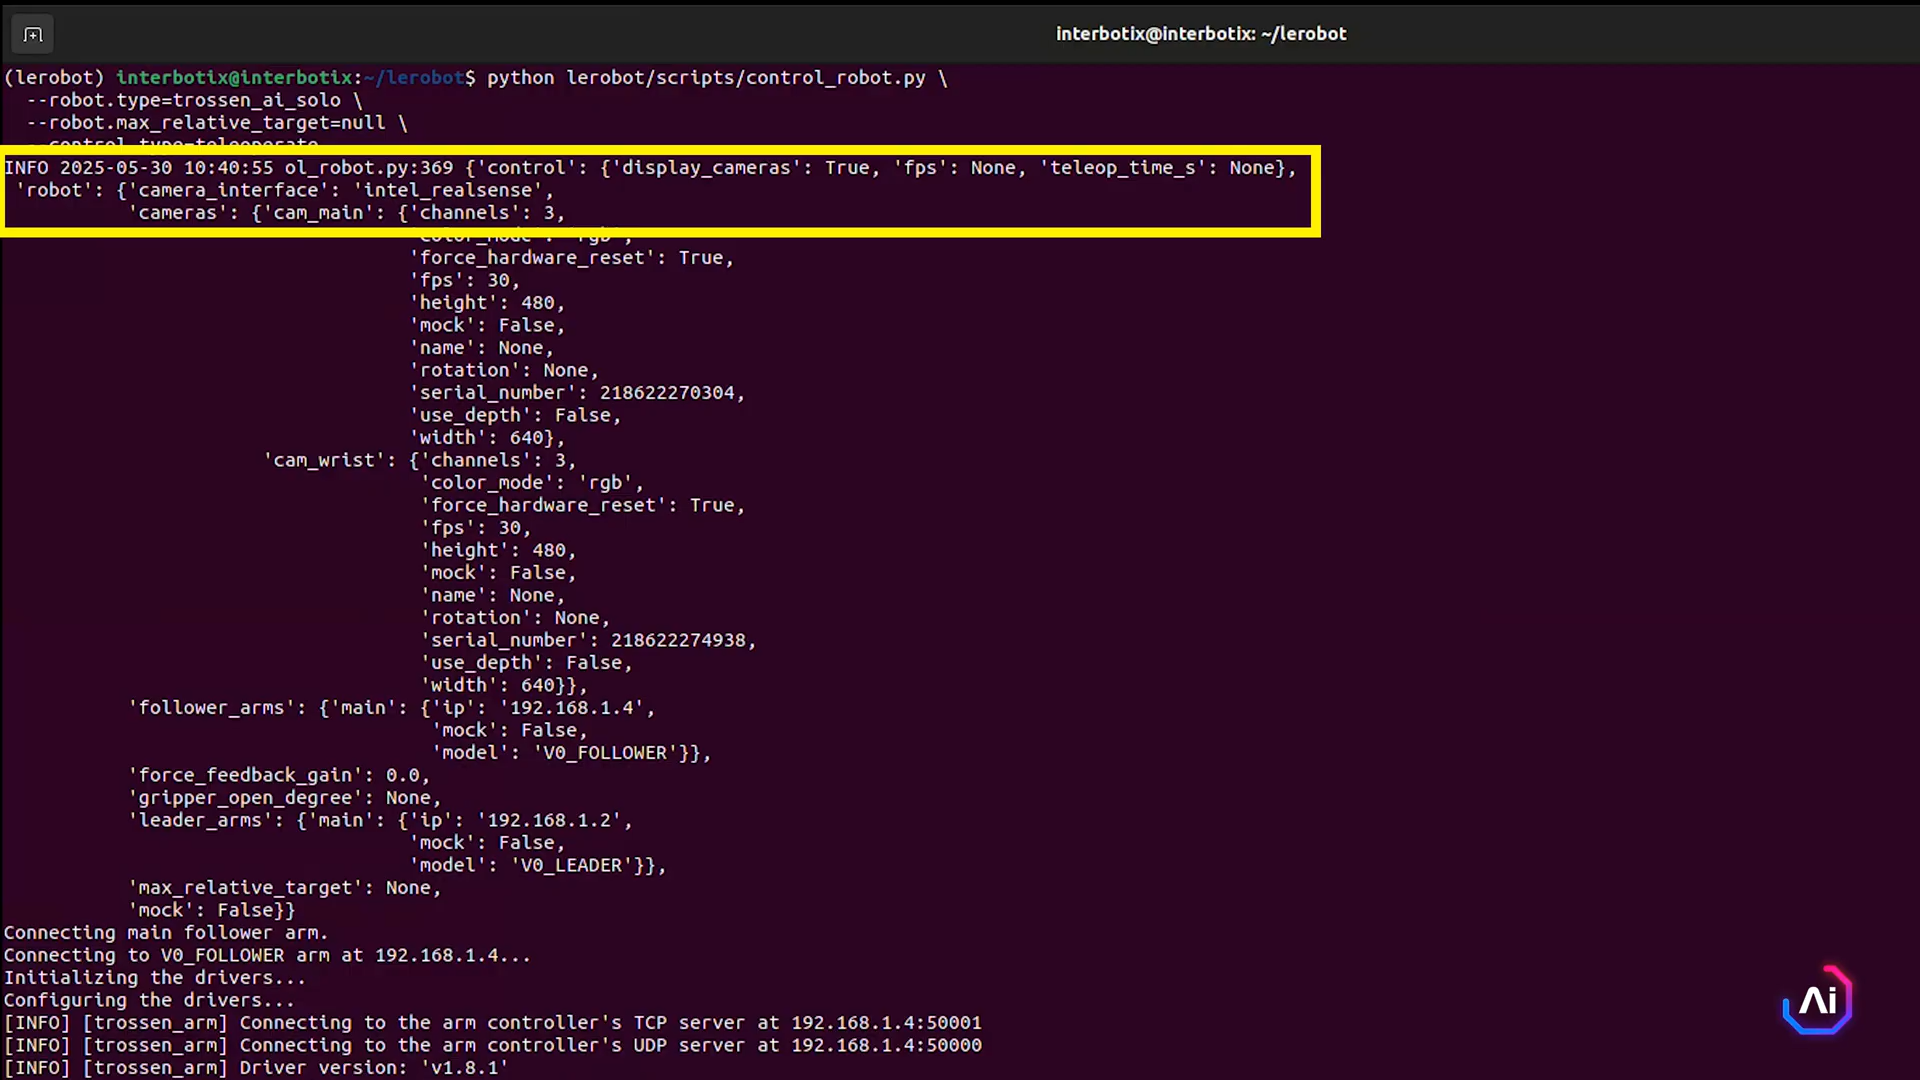 interbotix@interbotix: ~/lerobot
(lerobot) interbotix@interbotix:~/lerobot$ python lerobot/scripts/control_robot.py \
--robot.type=trossen_ai_solo \
--robot.max_relative_target=null \
--control.type=teleoperate
INFO 2025-05-30 10:40:55 ol_robot.py:369 {'control': {'display_cameras': True, 'fps': None, 'teleop_time_s': None},
'robot': {'camera_interface': 'intel_realsense',
'cameras': {'cam_main': {'channels': 3,
'color_mode': 'rgb',
'force_hardware_reset': True,
'fps': 30,
'height': 480,
'mock': False,
'name': None,
'rotation': None,
'serial_number': 218622270304,
'use_depth': False,
'width': 640},
'cam_wrist': {'channels': 3,
'color_mode': 'rgb',
'force_hardware_reset': True,
'fps': 30,
'height': 480,
'mock': False,
'name': None,
'rotation': None,
'serial_number': 218622274938,
'use_depth': False,
'width': 640}},
'follower_arms': {'main': {'ip': '192.168.1.4',
'mock': False,
'model': 'V0_FOLLOWER'}},
'force_feedback_gain': 0.0,
'gripper_open_degree': None,
'leader_arms': {'main': {'ip': '192.168.1.2',
'mock': False,
'model': 'V0_LEADER'}},
'max_relative_target': None,
'mock': False}}
Connecting main follower arm.
Connecting to V0_FOLLOWER arm at 192.168.1.4...
Initializing the drivers...
Configuring the drivers...
[INFO] [trossen_arm] Connecting to the arm controller's TCP server at 192.168.1.4:50001
[INFO] [trossen_arm] Connecting to the arm controller's UDP server at 192.168.1.4:50000
[INFO] [trossen_arm] Driver version: 'v1.8.1'
Ai